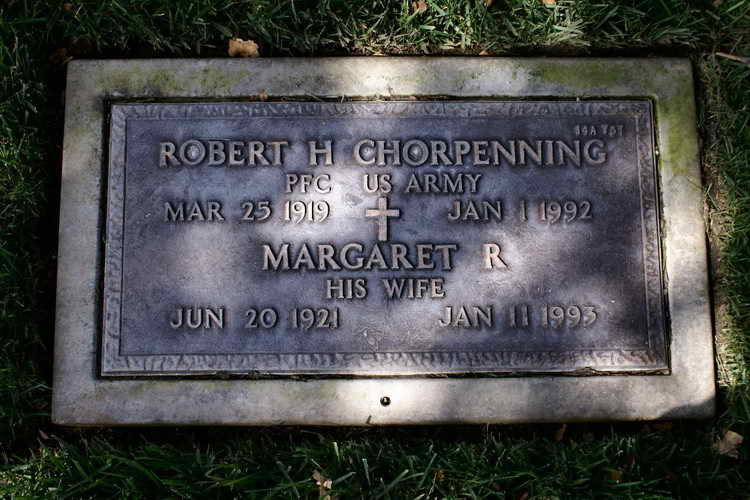 ROBERT H CHORPENNING
PFC US ARMY
MAR 25 1919 JAN 1 1992
MARGARET R
HIS WIFE
JUN 20 1921 JAN 11 1993